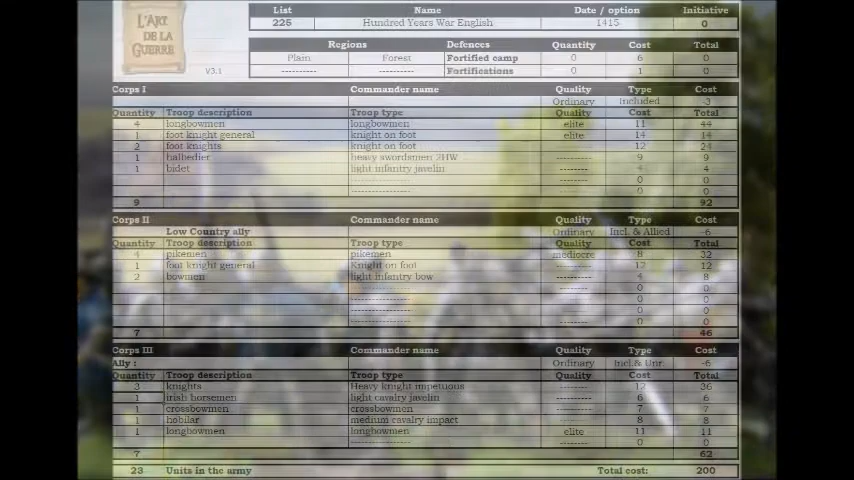 L'ART
DE LA
GUERRE
V3.1
List Name Date / option Initiative
225 Hundred Years War English 1415 0
Regions Defences Quantity Cost Total
Plain Forest Fortified camp 0 6 0
---------- ---------- Fortifications 0 1 0
Corps I Commander name Quality Type Cost
Ordinary Included -3
Quantity Troop description Troop type Quality Cost Total
4 longbowmen longbowmen elite 11 44
1 foot knight general knight on foot elite 14 14
2 foot knights knight on foot ---------- 12 24
1 halbedier heavy swordsmen 2HW ---------- 9 9
1 bidet light infantry javelin ---------- 4 4
---------------- ---------- 0 0
---------------- ---------- 0 0
9 92
Corps II Commander name Quality Type Cost
Low Country ally Ordinary Incl. & Allied -6
Quantity Troop description Troop type Quality Cost Total
4 pikemen pikemen mediocre 8 32
1 foot knight general Knight on foot ---------- 12 12
2 bowmen light infantry bow ---------- 4 8
---------------- ---------- 0 0
---------------- ---------- 0 0
---------------- ---------- 0 0
---------------- ---------- 0 0
7 46
Corps III Commander name Quality Type Cost
Ally : Ordinary Incl.& Unr. -6
Quantity Troop description Troop type Quality Cost Total
3 knights Heavy knight impetuous ---------- 12 36
1 irish horsemen light cavalry javelin ---------- 6 6
1 crossbowmen crossbowmen ---------- 7 7
1 hobilar medium cavalry impact ---------- 8 8
1 longbowmen longbowmen elite 11 11
---------------- ---------- 0 0
7 62
23 Units in the army Total cost: 200